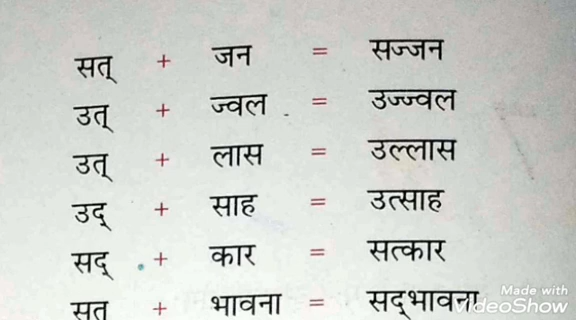 सत् + जन = सज्जन
उत् + ज्वल = उज्ज्वल
उत् + लास = उल्लास
उद् + साह = उत्साह
सद् + कार = सत्कार
सत् + भावना = सद्भावना
Made with
VideoShow